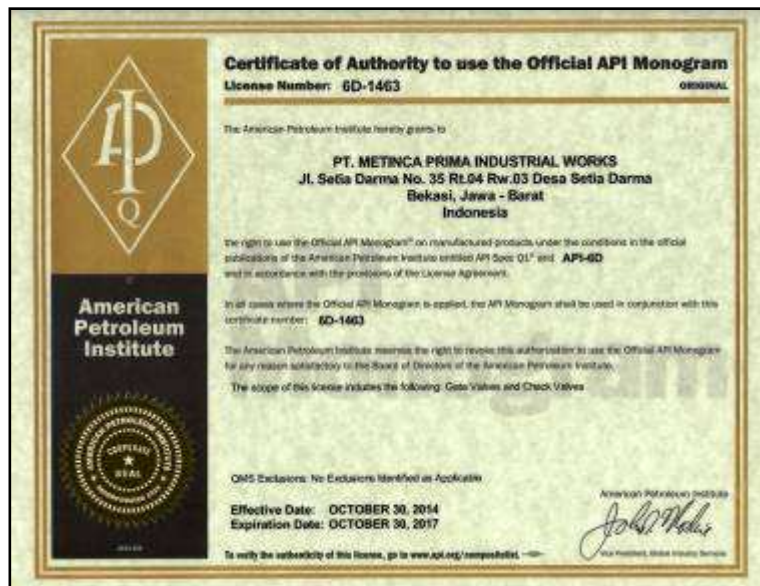 Certificate of Authority to use the Official API Monogram
License Number: 6D-1463
ORIGINAL
The American Petroleum Institute hereby grants to
PT. METINCA PRIMA INDUSTRIAL WORKS
Jl. Setia Darma No. 35 Rt.04 Rw.03 Desa Setia Darma
Bekasi, Jawa - Barat
Indonesia
the right to use the Official API Monogram® on manufactured products under the conditions in the official
publications of the American Petroleum Institute entitled API Spec Q1® and API-6D
and in accordance with the provisions of the License Agreement.
In all cases where the Official API Monogram is applied, the API Monogram shall be used in conjunction with this
certificate number: 6D-1463
The American Petroleum Institute reserves the right to revoke this authorization to use the Official API Monogram
for any reason satisfactory to the Board of Directors of the American Petroleum Institute.
The scope of this license includes the following: Gate Valves and Check Valves
QMS Exclusions: No Exclusions Identified as Applicable
Effective Date: OCTOBER 30, 2014
Expiration Date: OCTOBER 30, 2017
To verify the authenticity of this license, go to www.api.org/compositelist.
American Petroleum Institute
Vice President, Global Industry Services
API
Q
American
Petroleum
Institute
AMERICAN PETROLEUM INSTITUTE
CORPORATE
SEAL